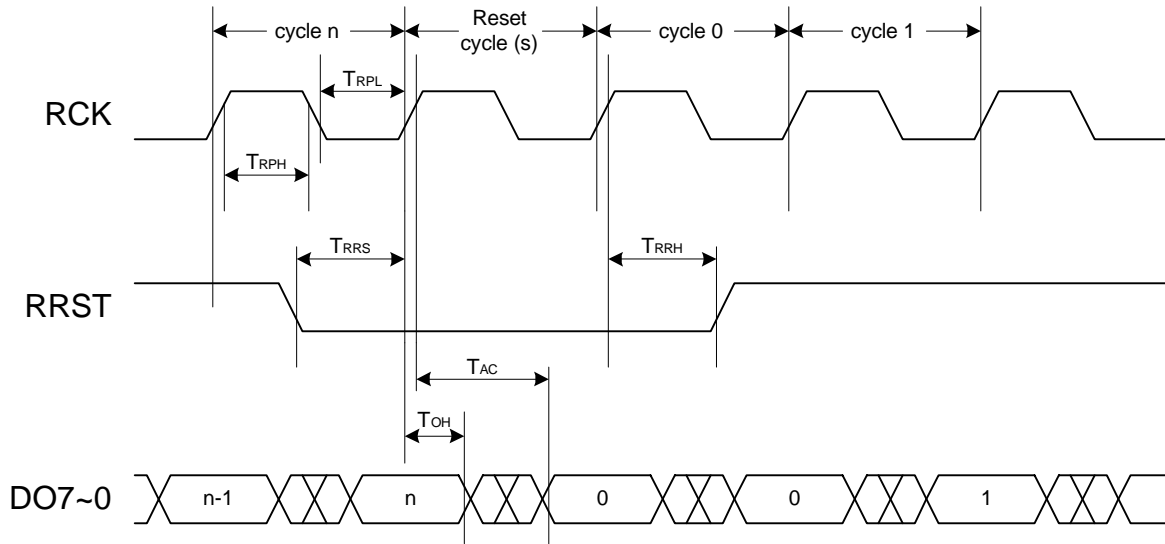 cycle n
Reset
cycle (s)
cycle 0
cycle 1
TRPL
RCK
TRPH
TRRS
TRRH
RRST
TAC
TOH
DO7~0
n-1
n
0
0
1